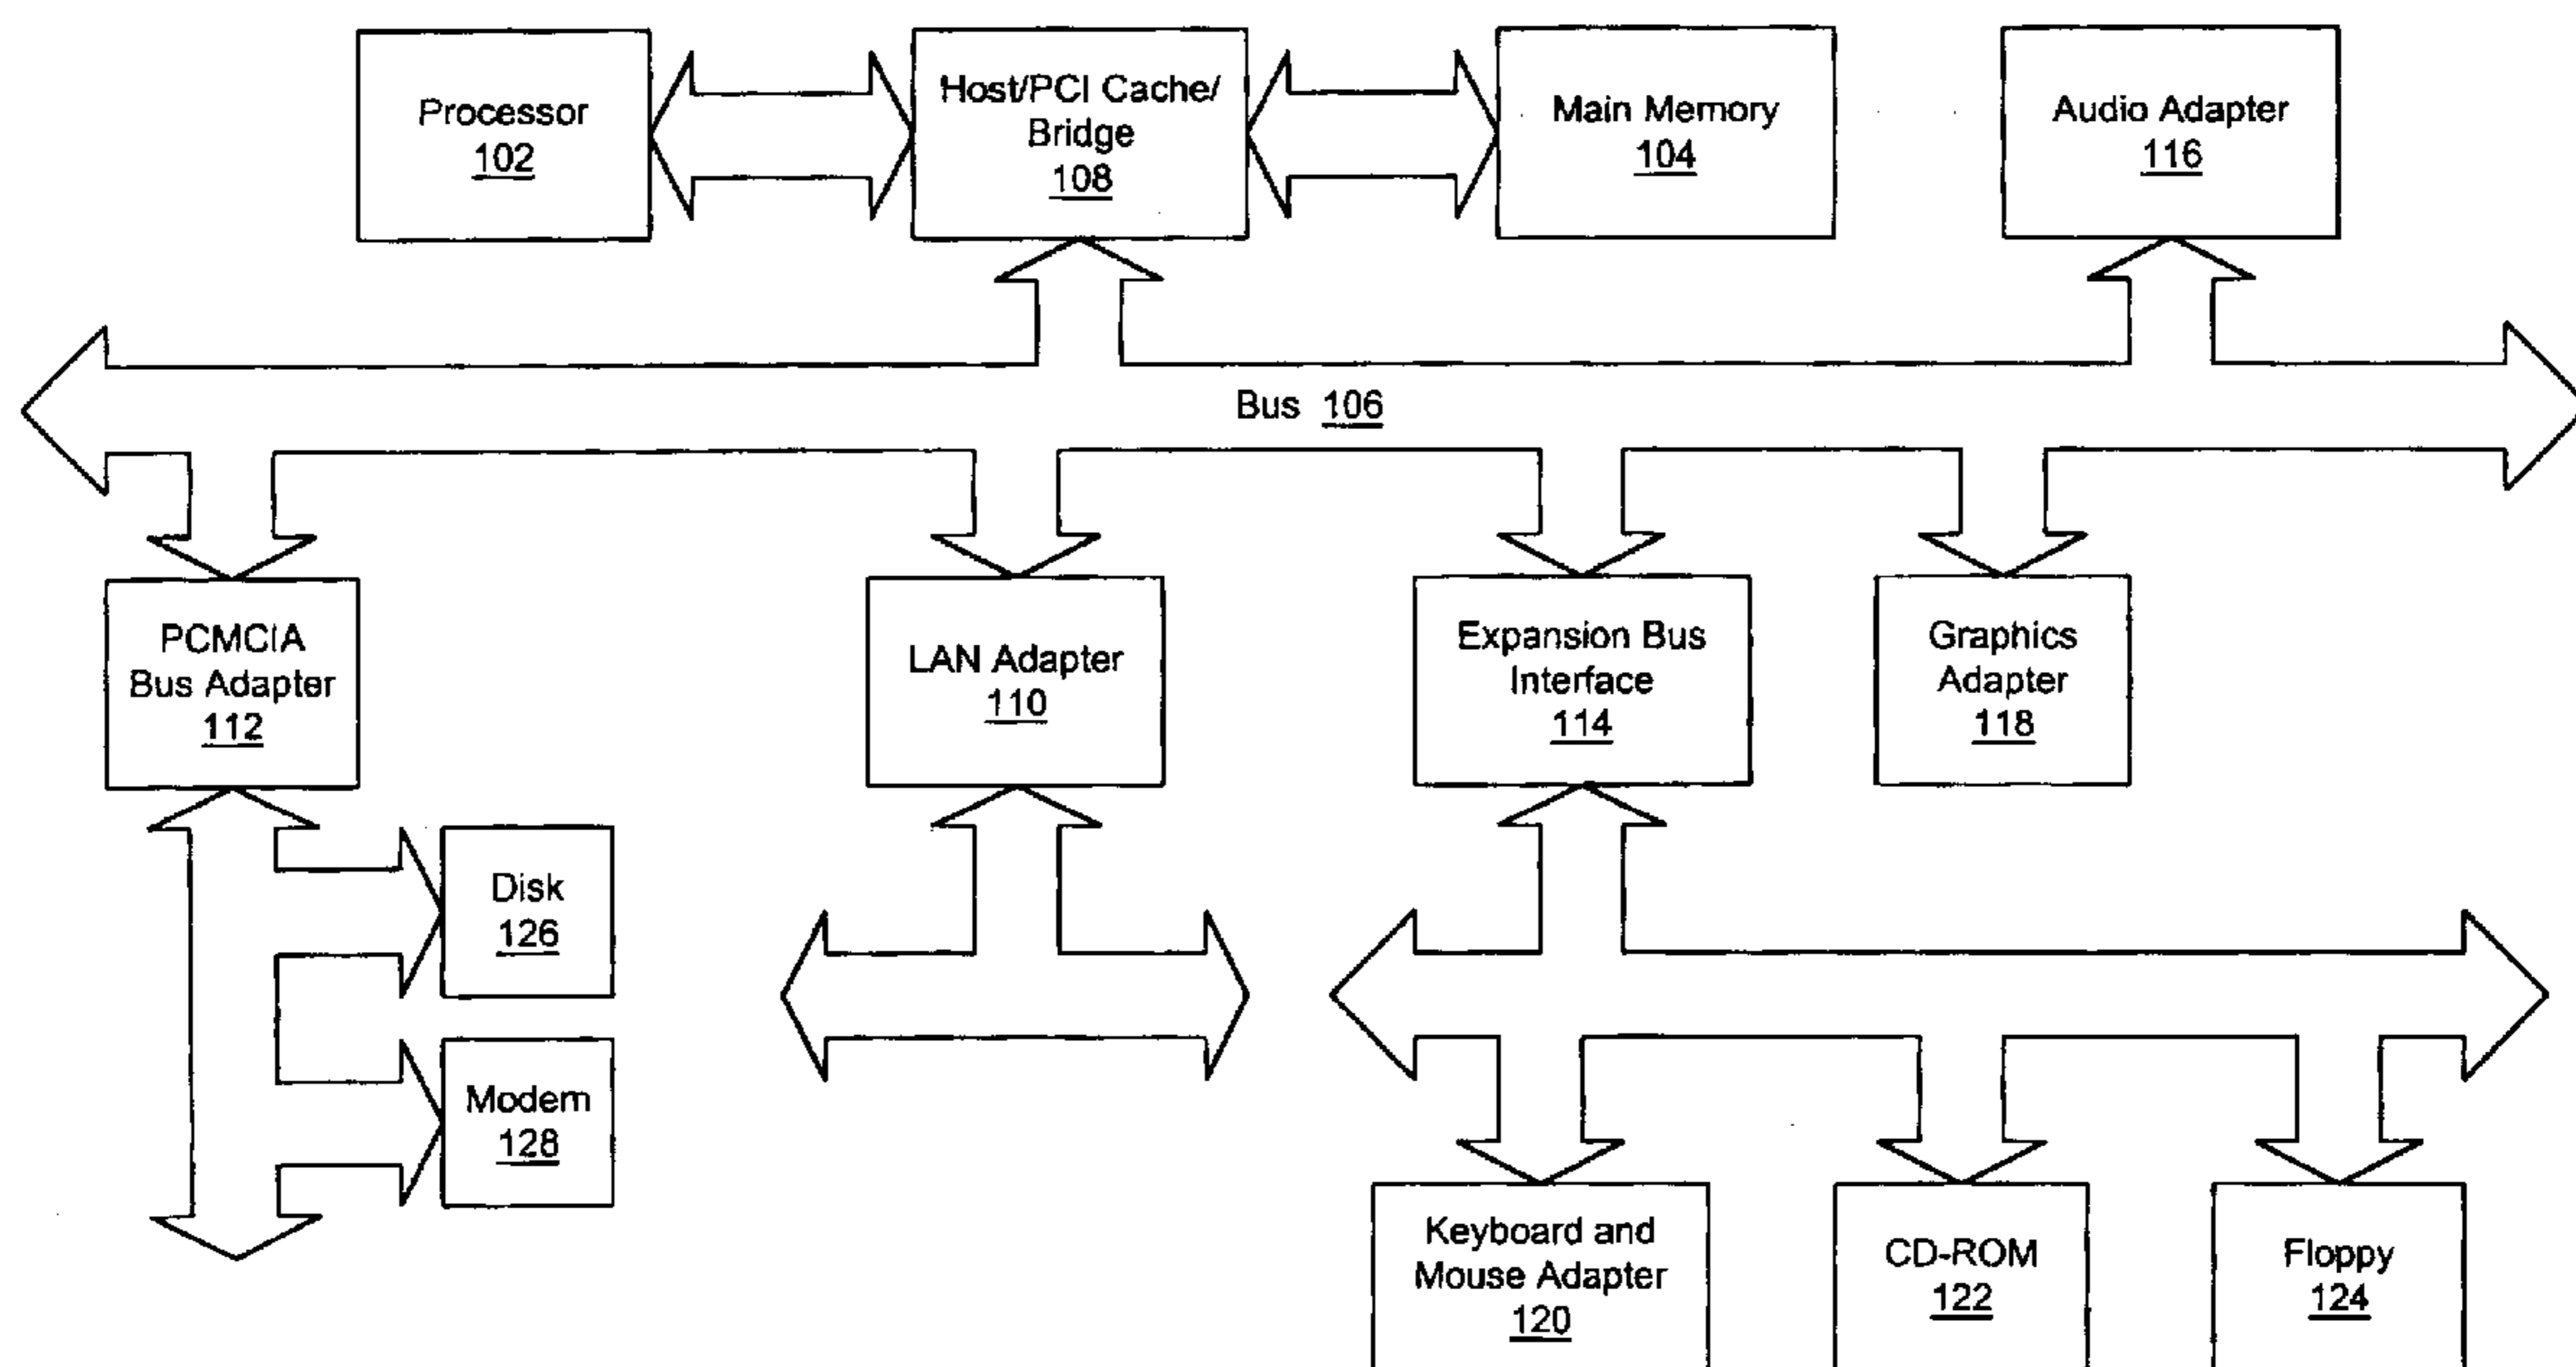 Processor
102
Host/PCI Cache/
Bridge
108
Main Memory
104
Audio Adapter
116
Bus 106
PCMCIA
Bus Adapter
112
LAN Adapter
110
Expansion Bus
Interface
114
Graphics
Adapter
118
Disk
126
Modem
128
Keyboard and
Mouse Adapter
120
CD-ROM
122
Floppy
124